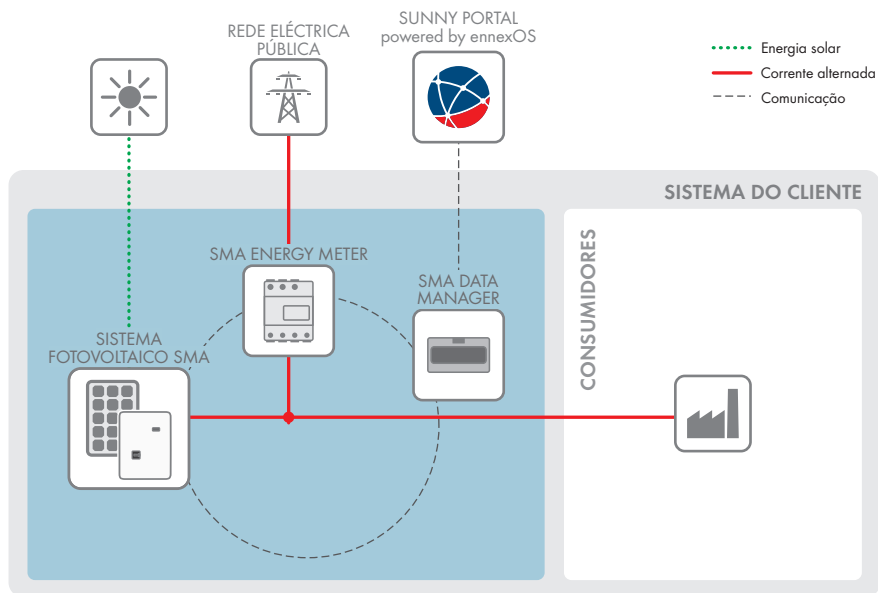 REDE ELÉCTRICA
PÚBLICA
SUNNY PORTAL
powered by ennexOS
Energia solar
Corrente alternada
Comunicação
SISTEMA DO CLIENTE
SMA ENERGY METER
SMA DATA
MANAGER
SISTEMA
FOTOVOLTAICO SMA
CONSUMIDORES